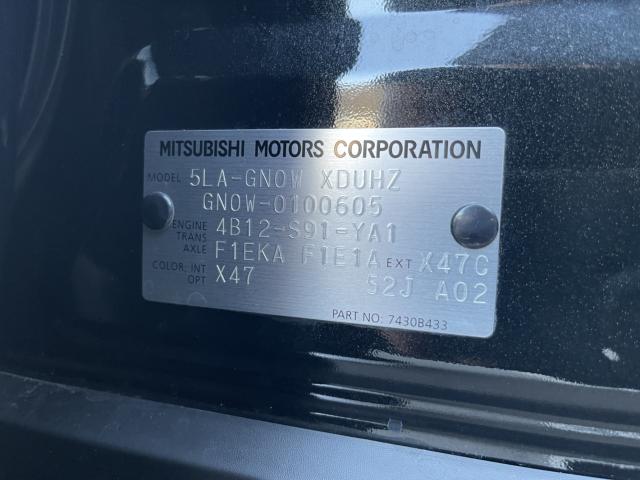 MITSUBISHI MOTORS CORPORATION
MODEL 5LA-GN0W XDUHZ
GN0W-0100605
ENGINE 4B12-S91-YA1
TRANS AXLE F1EKA F1E1A EXT X47C
COLOR; INT OPT X47 52J A02
PART NO: 7430B433